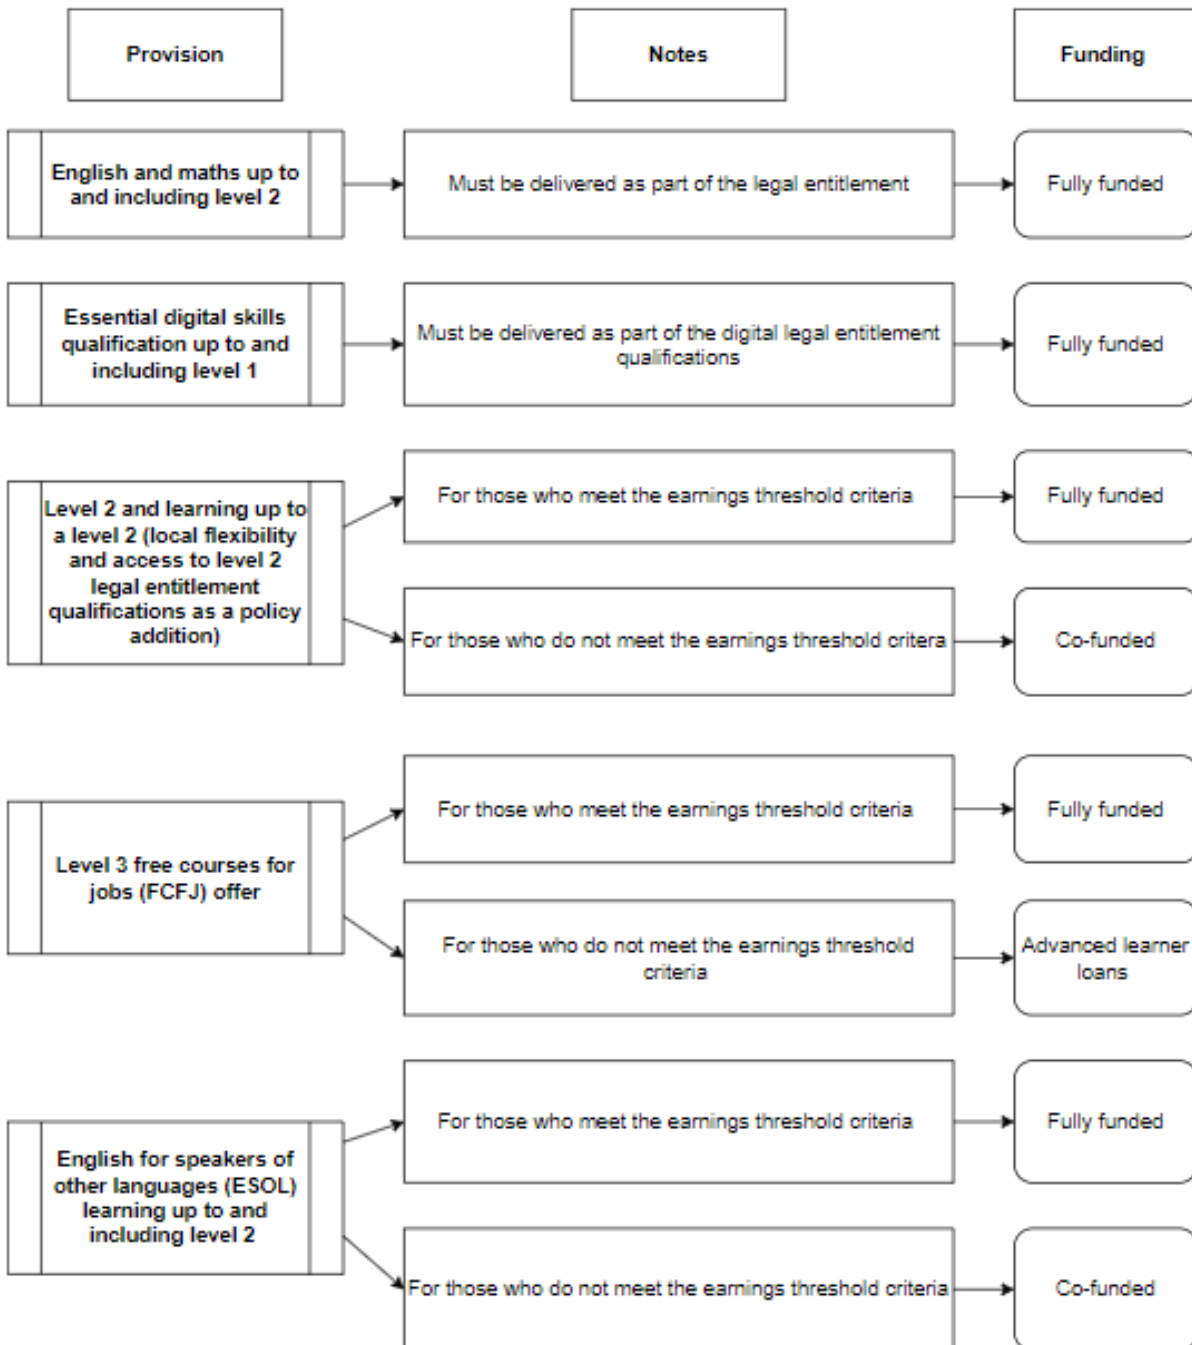 Provision
Notes
Funding
English and maths up to
and including level 2
Must be delivered as part of the legal entitlement
Fully funded
Essential digital skills
qualification up to and
including level 1
Must be delivered as part of the digital legal entitlement
qualifications
Fully funded
Level 2 and learning up to
a level 2 (local flexibility
and access to level 2
legal entitlement
qualifications as a policy
addition)
For those who meet the earnings threshold criteria
Fully funded
For those who do not meet the earnings threshold critera
Co-funded
Level 3 free courses for
jobs (FCFJ) offer
For those who meet the earnings threshold criteria
Fully funded
For those who do not meet the earnings threshold
criteria
Advanced learner
loans
English for speakers of
other languages (ESOL)
learning up to and
including level 2
For those who meet the earnings threshold criteria
Fully funded
For those who do not meet the earnings threshold criteria
Co-funded